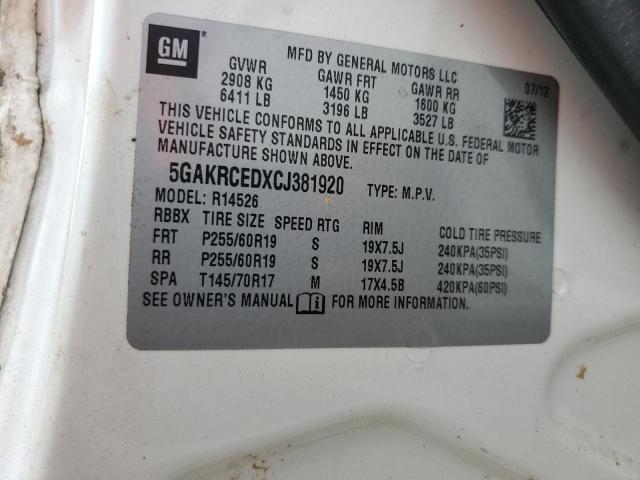 GM
MFD BY GENERAL MOTORS LLC
07/12
GVWR GAWR FRT GAWR RR
2908 KG 1450 KG 1600 KG
6411 LB 3196 LB 3527 LB
THIS VEHICLE CONFORMS TO ALL APPLICABLE U.S. FEDERAL MOTOR
VEHICLE SAFETY STANDARDS IN EFFECT ON THE DATE OF
MANUFACTURE SHOWN ABOVE.
5GAKRCEDXCJ381920 TYPE: M.P.V.
MODEL: R14526
RBBX TIRE SIZE SPEED RTG RIM COLD TIRE PRESSURE
FRT P255/60R19 S 19X7.5J 240KPA(35PSI)
RR P255/60R19 S 19X7.5J 240KPA(35PSI)
SPA T145/70R17 M 17X4.5B 420KPA(60PSI)
SEE OWNER'S MANUAL i FOR MORE INFORMATION.